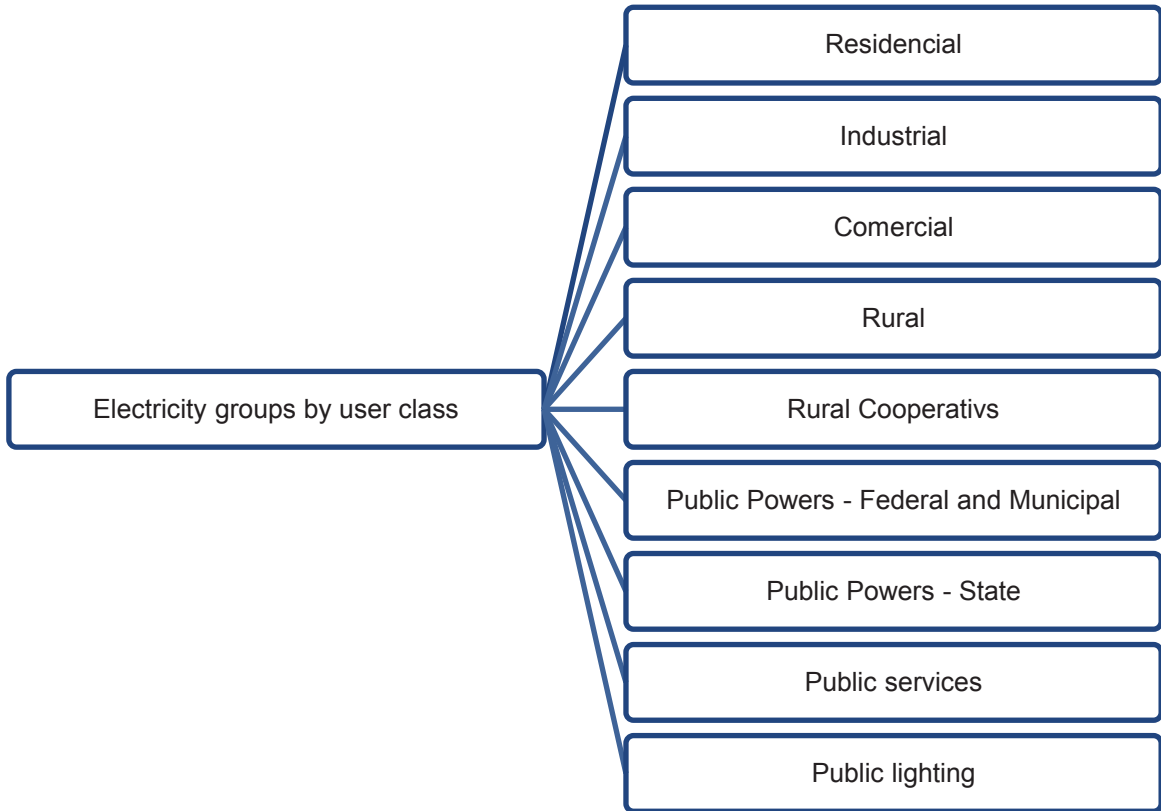 Residencial
Industrial
Comercial
Rural
Electricity groups by user class
Rural Cooperativs
Public Powers - Federal and Municipal
Public Powers - State
Public services
Public lighting